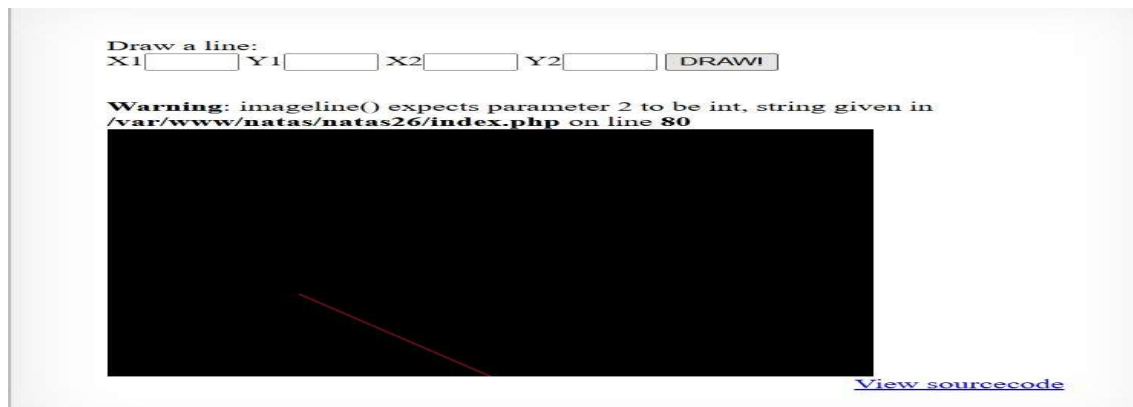 Draw a line:
X1 Y1 X2 Y2 DRAW!
Warning: imageline() expects parameter 2 to be int, string given in
/var/www/natas/natas26/index.php on line 80
View sourcecode